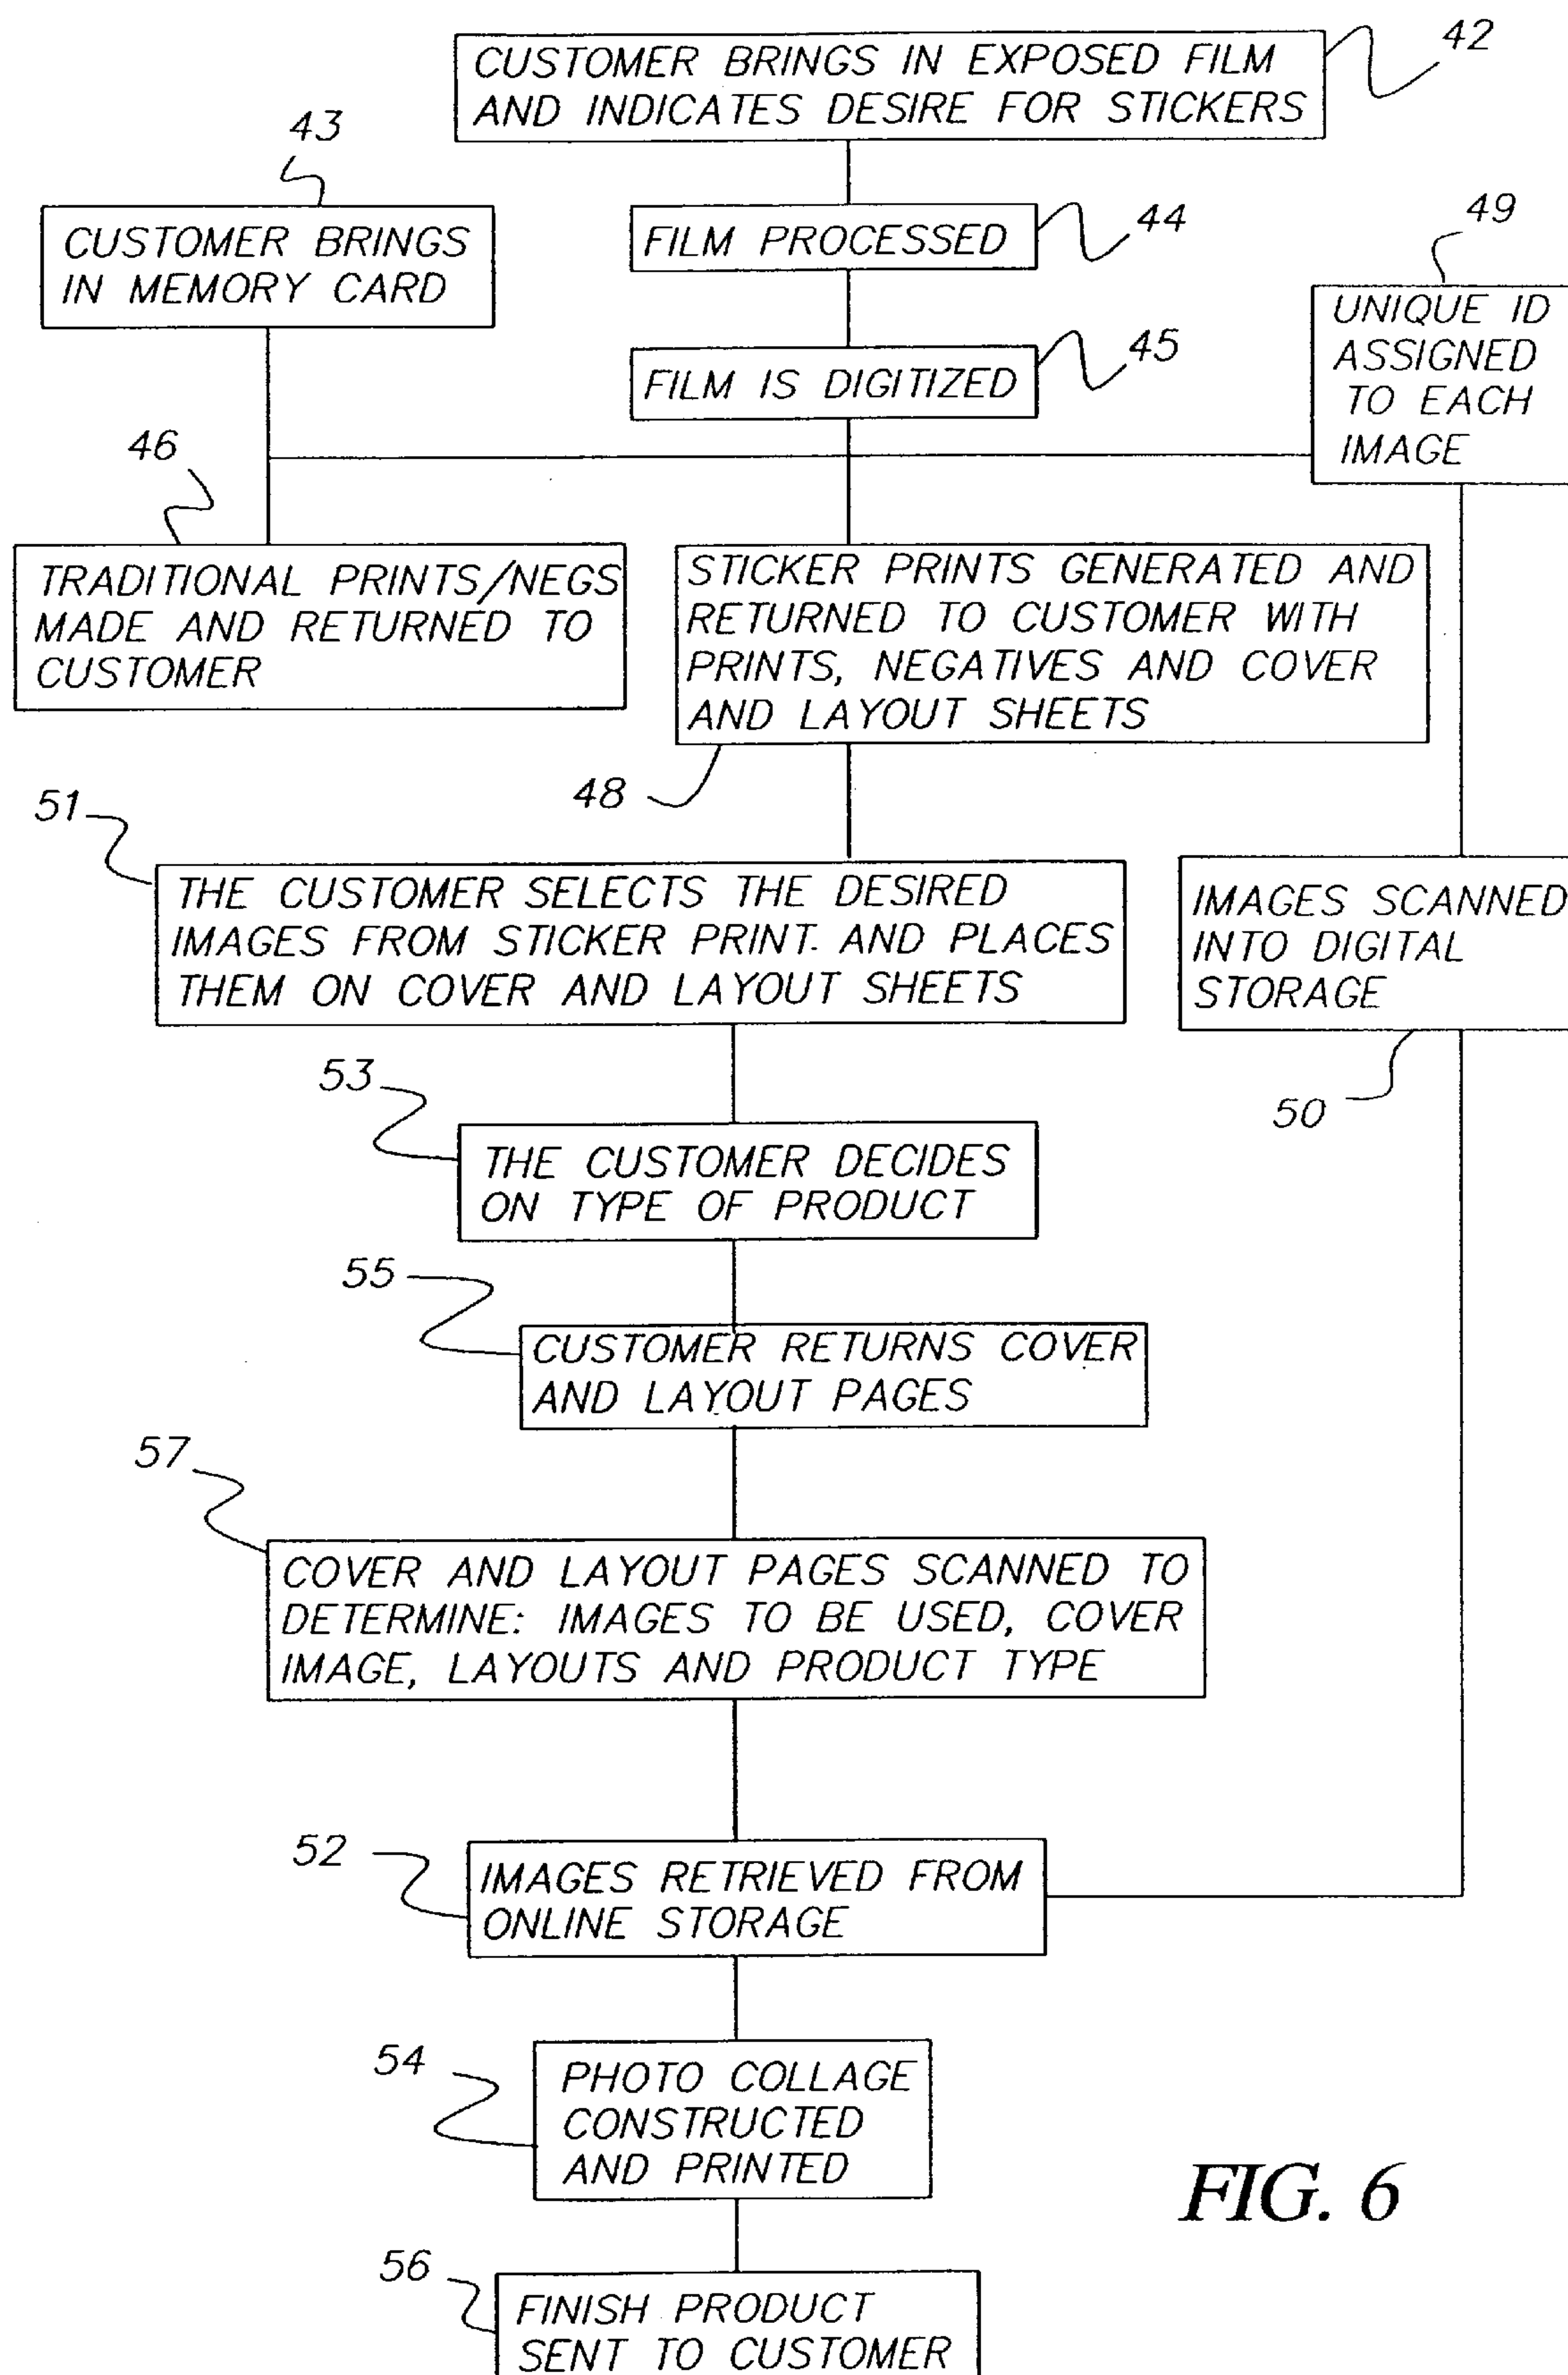 42
CUSTOMER BRINGS IN EXPOSED FILM
AND INDICATES DESIRE FOR STICKERS
43
CUSTOMER BRINGS
IN MEMORY CARD
44
FILM PROCESSED
49
UNIQUE ID
ASSIGNED
TO EACH
IMAGE
45
FILM IS DIGITIZED
46
TRADITIONAL PRINTS/NEGS
MADE AND RETURNED TO
CUSTOMER
STICKER PRINTS GENERATED AND
RETURNED TO CUSTOMER WITH
PRINTS, NEGATIVES AND COVER
AND LAYOUT SHEETS
48
51
THE CUSTOMER SELECTS THE DESIRED
IMAGES FROM STICKER PRINT. AND PLACES
THEM ON COVER AND LAYOUT SHEETS
IMAGES SCANNED
INTO DIGITAL
STORAGE
50
53
THE CUSTOMER DECIDES
ON TYPE OF PRODUCT
55
CUSTOMER RETURNS COVER
AND LAYOUT PAGES
57
COVER AND LAYOUT PAGES SCANNED TO
DETERMINE: IMAGES TO BE USED, COVER
IMAGE, LAYOUTS AND PRODUCT TYPE
52
IMAGES RETRIEVED FROM
ONLINE STORAGE
54
PHOTO COLLAGE
CONSTRUCTED
AND PRINTED
FIG. 6
56
FINISH PRODUCT
SENT TO CUSTOMER